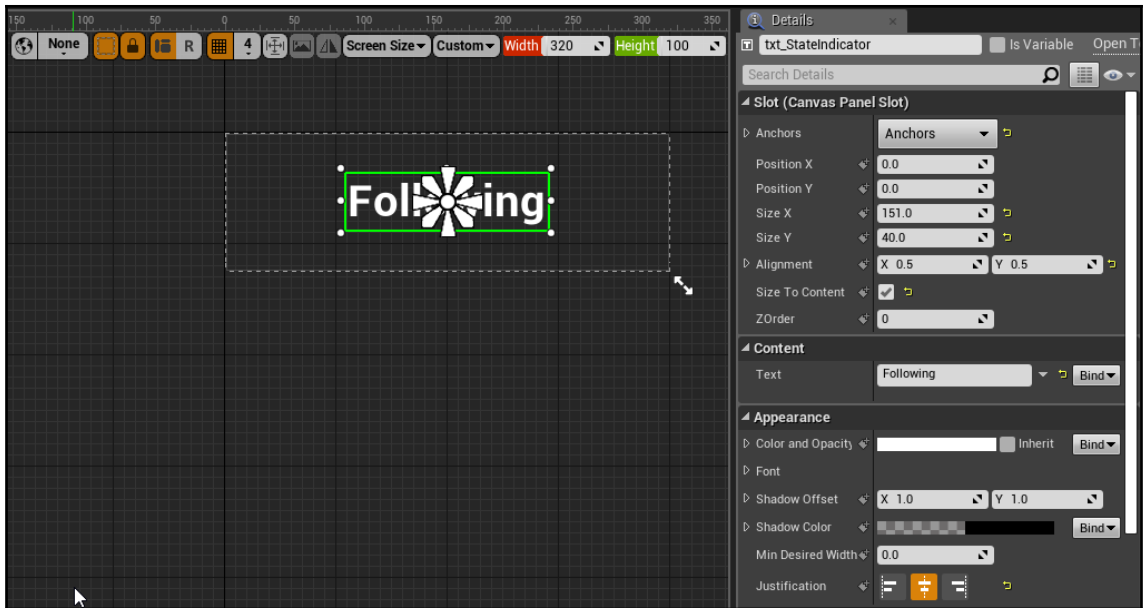 150 100 50 0 50 100 150 200 250 300 350
None R 4 Screen Size Custom Width 320 Height 100
Following
Details
txt_StateIndicator Is Variable Open T
Search Details
Slot (Canvas Panel Slot)
Anchors Anchors
Position X 0.0
Position Y 0.0
Size X 151.0
Size Y 40.0
Alignment X 0.5 Y 0.5
Size To Content
ZOrder 0
Content
Text Following Bind
Appearance
Color and Opacity Inherit Bind
Font
Shadow Offset X 1.0 Y 1.0
Shadow Color Bind
Min Desired Width 0.0
Justification